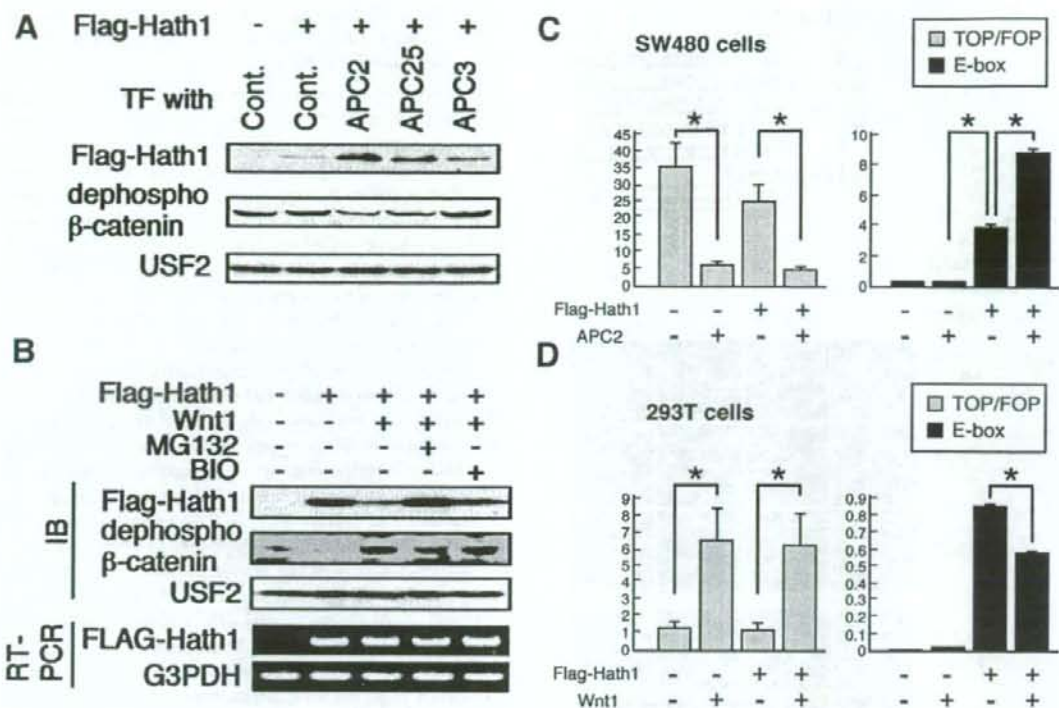 A
Flag-Hath1 - + + + +
TF with Cont. Cont. APC2 APC25 APC3
Flag-Hath1
dephospho
β-catenin
USF2
B
Flag-Hath1 - + + + +
Wnt1 - - + + +
MG132 - - - + -
BIO - - - - +
IB
Flag-Hath1
dephospho
β-catenin
USF2
RT-
PCR
FLAG-Hath1
G3PDH
C
SW480 cells
TOP/FOP
E-box
45
40
35
30
25
20
15
10
5
0
* *
10
8
6
4
2
0
* *
Flag-Hath1 - - + + - - + +
APC2 - + - + - + - +
D
293T cells
TOP/FOP
E-box
9
8
7
6
5
4
3
2
1
0
* *
0.9
0.8
0.7
0.6
0.5
0.4
0.3
0.2
0.1
0
*
Flag-Hath1 - - + + - - + +
Wnt1 - + - + - + - +